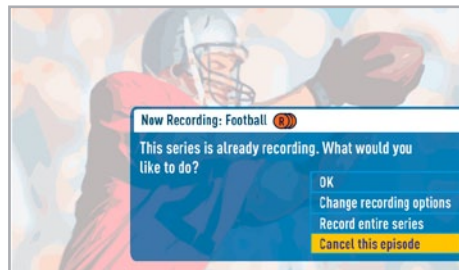 Now Recording: Football R
This series is already recording. What would you
like to do?
OK
Change recording options
Record entire series
Cancel this episode